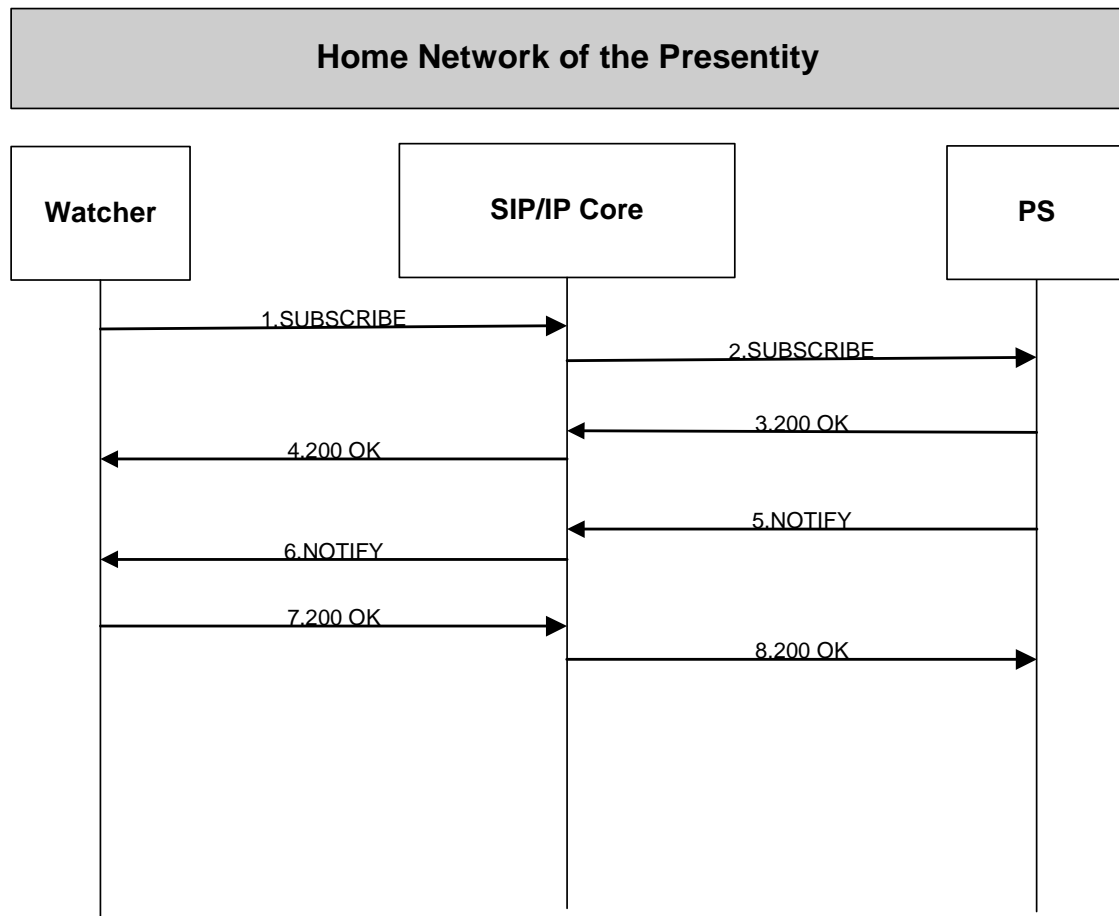 Home Network of the Presentity
Watcher
SIP/IP Core
PS
1.SUBSCRIBE
2.SUBSCRIBE
3.200 OK
4.200 OK
5.NOTIFY
6.NOTIFY
7.200 OK
8.200 OK